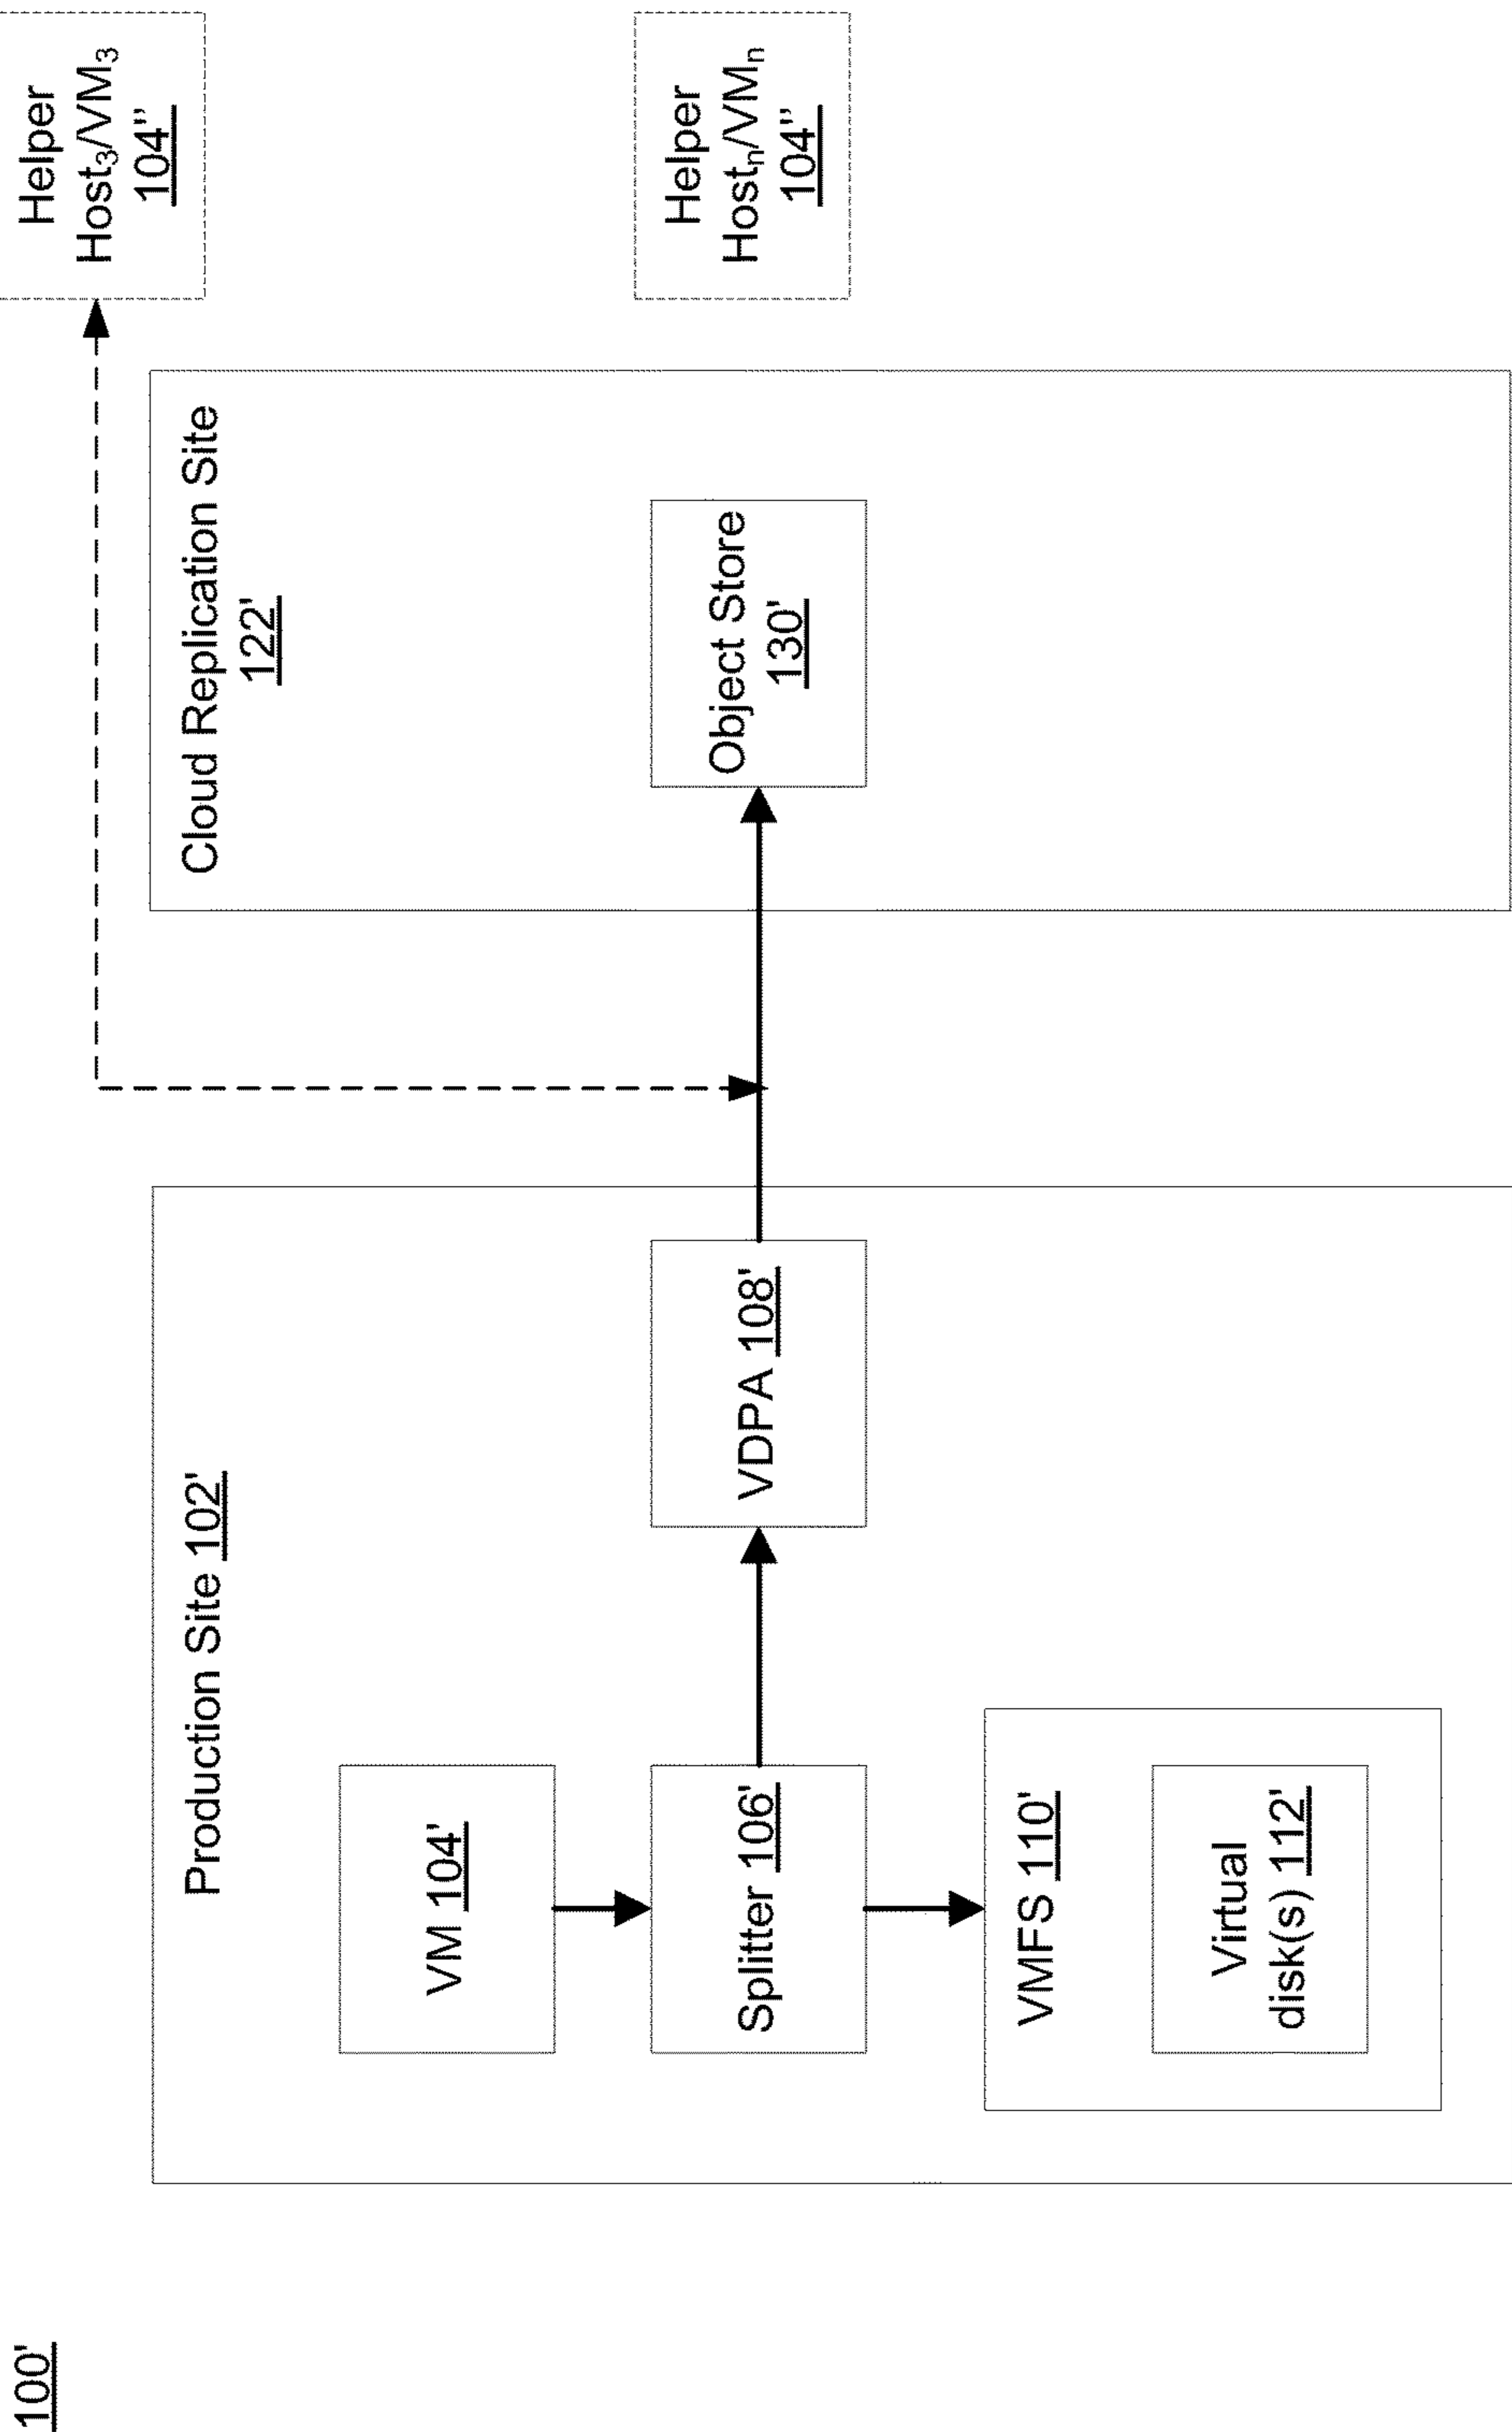 100'
Production Site 102'
VM 104'
Splitter 106'
VMFS 110'
Virtual
disk(s) 112'
VDPA 108'
Cloud Replication Site
122'
Object Store
130'
Helper
Host₃/VM₃
104"
Helper
Hostₙ/VMₙ
104"